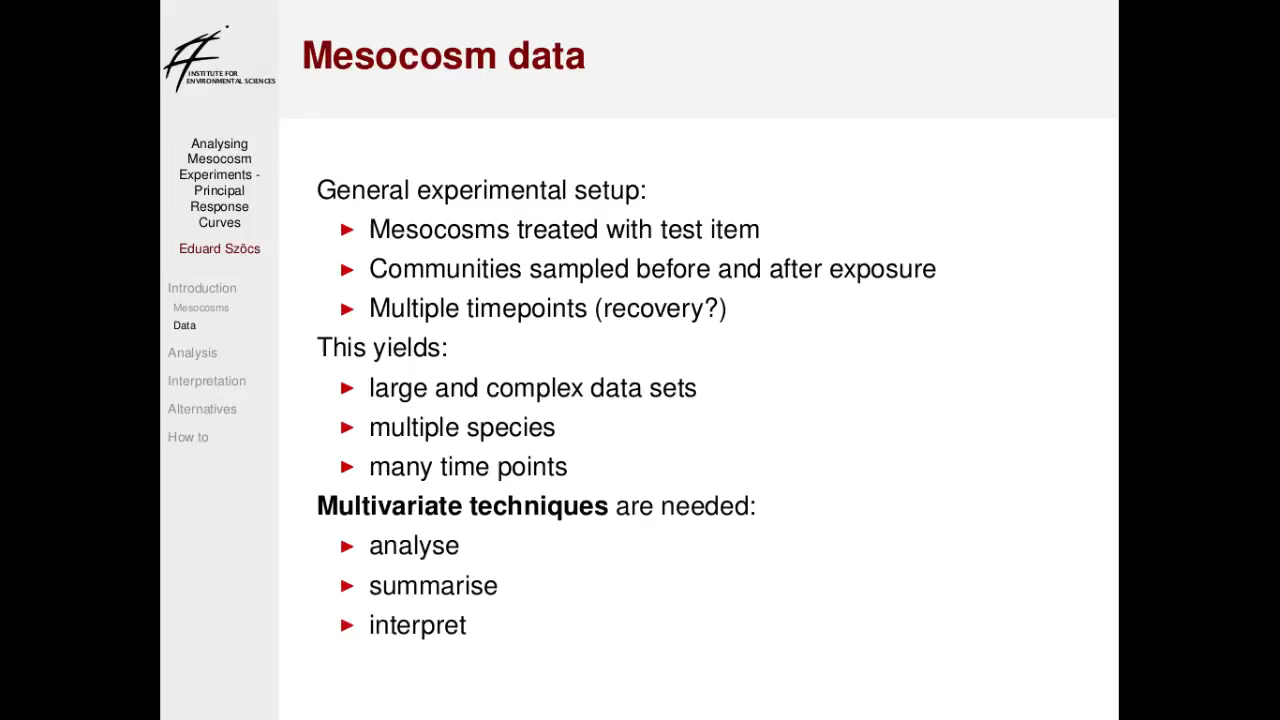 INSTITUTE FOR
ENVIRONMENTAL SCIENCES
Mesocosm data
Analysing
Mesocosm
Experiments -
Principal
Response
Curves
Eduard Szöcs
Introduction
Mesocosms
Data
Analysis
Interpretation
Alternatives
How to
General experimental setup:
Mesocosms treated with test item
Communities sampled before and after exposure
Multiple timepoints (recovery?)
This yields:
large and complex data sets
multiple species
many time points
Multivariate techniques are needed:
analyse
summarise
interpret